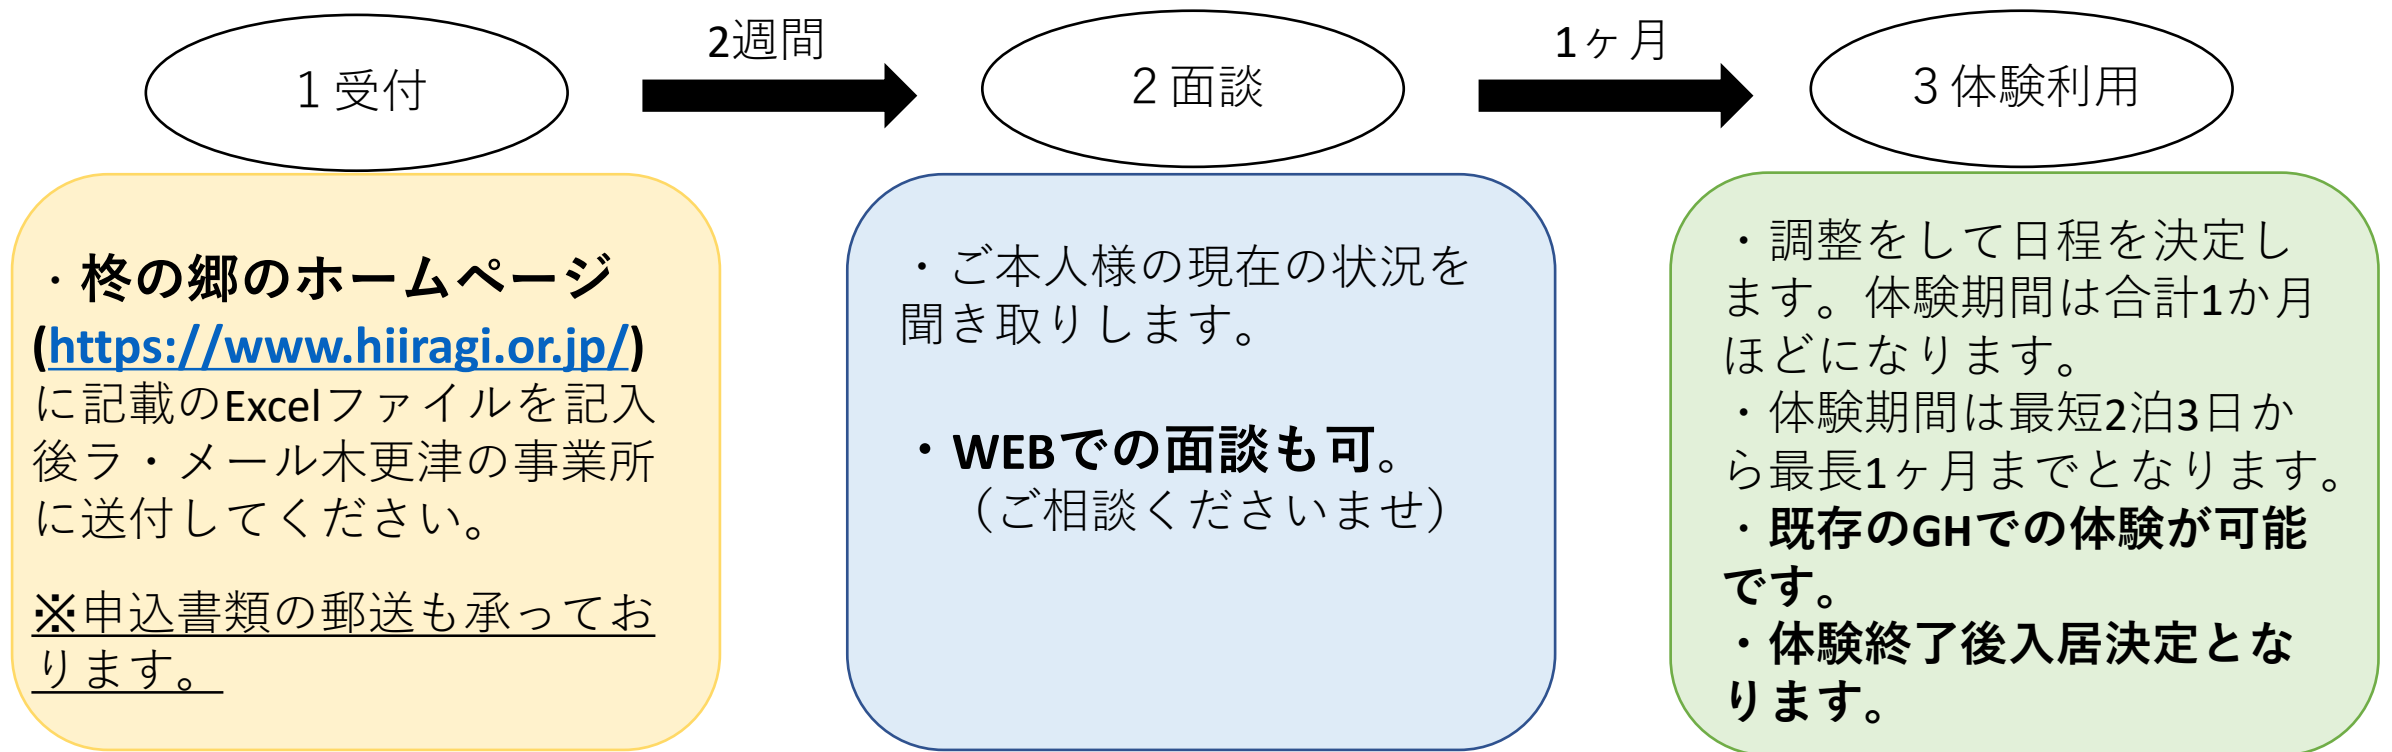 １受付
2週間
２面談
1ヶ月
３体験利用
・柊の郷のホームページ
(https://www.hiiragi.or.jp/)
に記載のExcelファイルを記入
後ラ・メール木更津の事業所
に送付してください。
※申込書類の郵送も承ってお
ります。
・ご本人様の現在の状況を
聞き取りします。
・WEBでの面談も可。
（ご相談くださいませ）
・調整をして日程を決定し
ます。体験期間は合計1か月
ほどになります。
・体験期間は最短2泊3日か
ら最長1ヶ月までとなります。
・既存のGHでの体験が可能
です。
・体験終了後入居決定とな
ります。